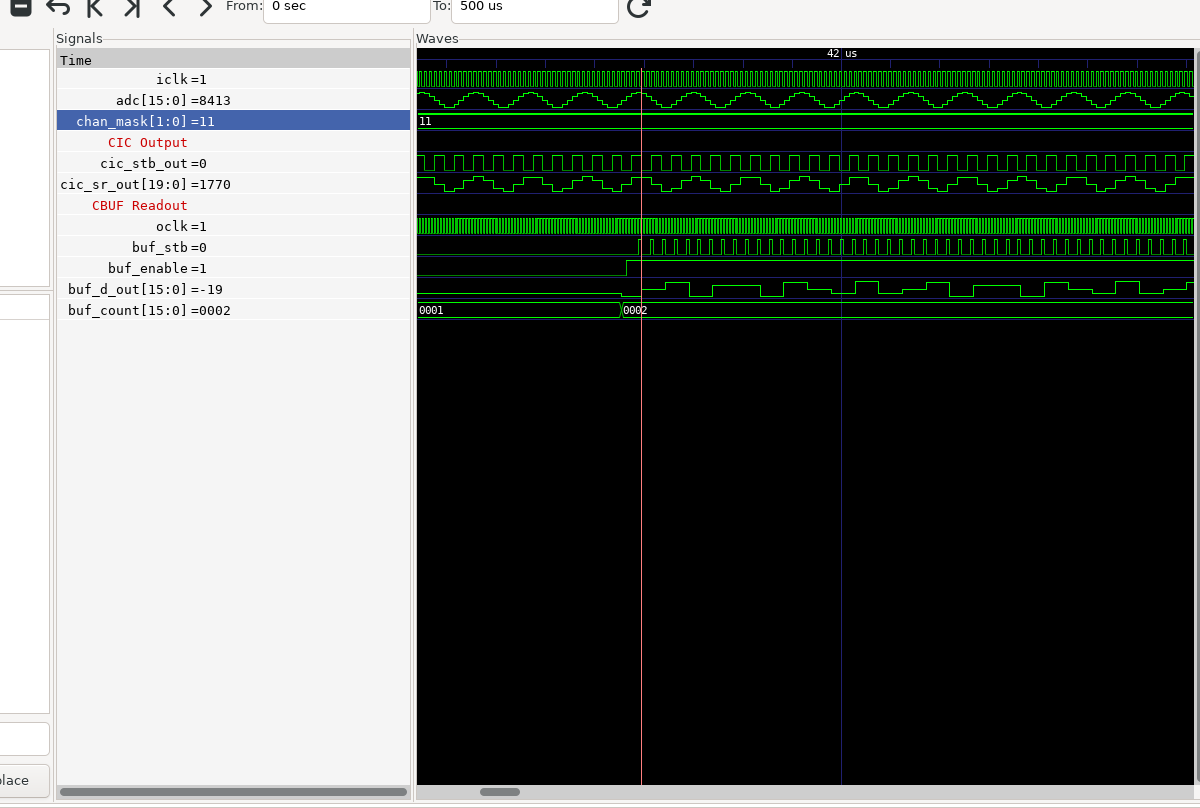 From: 0 sec To: 500 us
Signals
Waves
Time
42 us
iclk=1
adc[15:0]=8413
chan_mask[1:0]=11
11
CIC Output
cic_stb_out=0
cic_sr_out[19:0]=1770
CBUF Readout
oclk=1
buf_stb=0
buf_enable=1
buf_d_out[15:0]=-19
buf_count[15:0]=0002
0001 0002
place